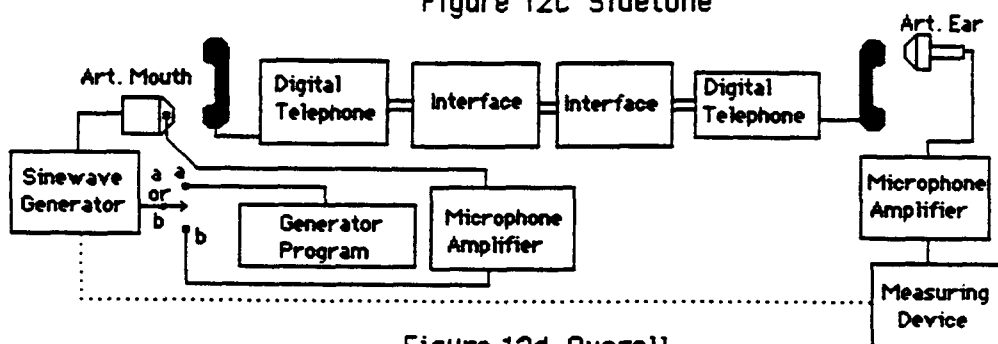 Figure 12c Sidetone
Art. Ear
Art. Mouth
Digital
Telephone
Interface
Interface
Digital
Telephone
Sinewave
Generator
a
or
b
a
b
Generator
Program
Microphone
Amplifier
Microphone
Amplifier
Measuring
Device
Figure 12d Overall